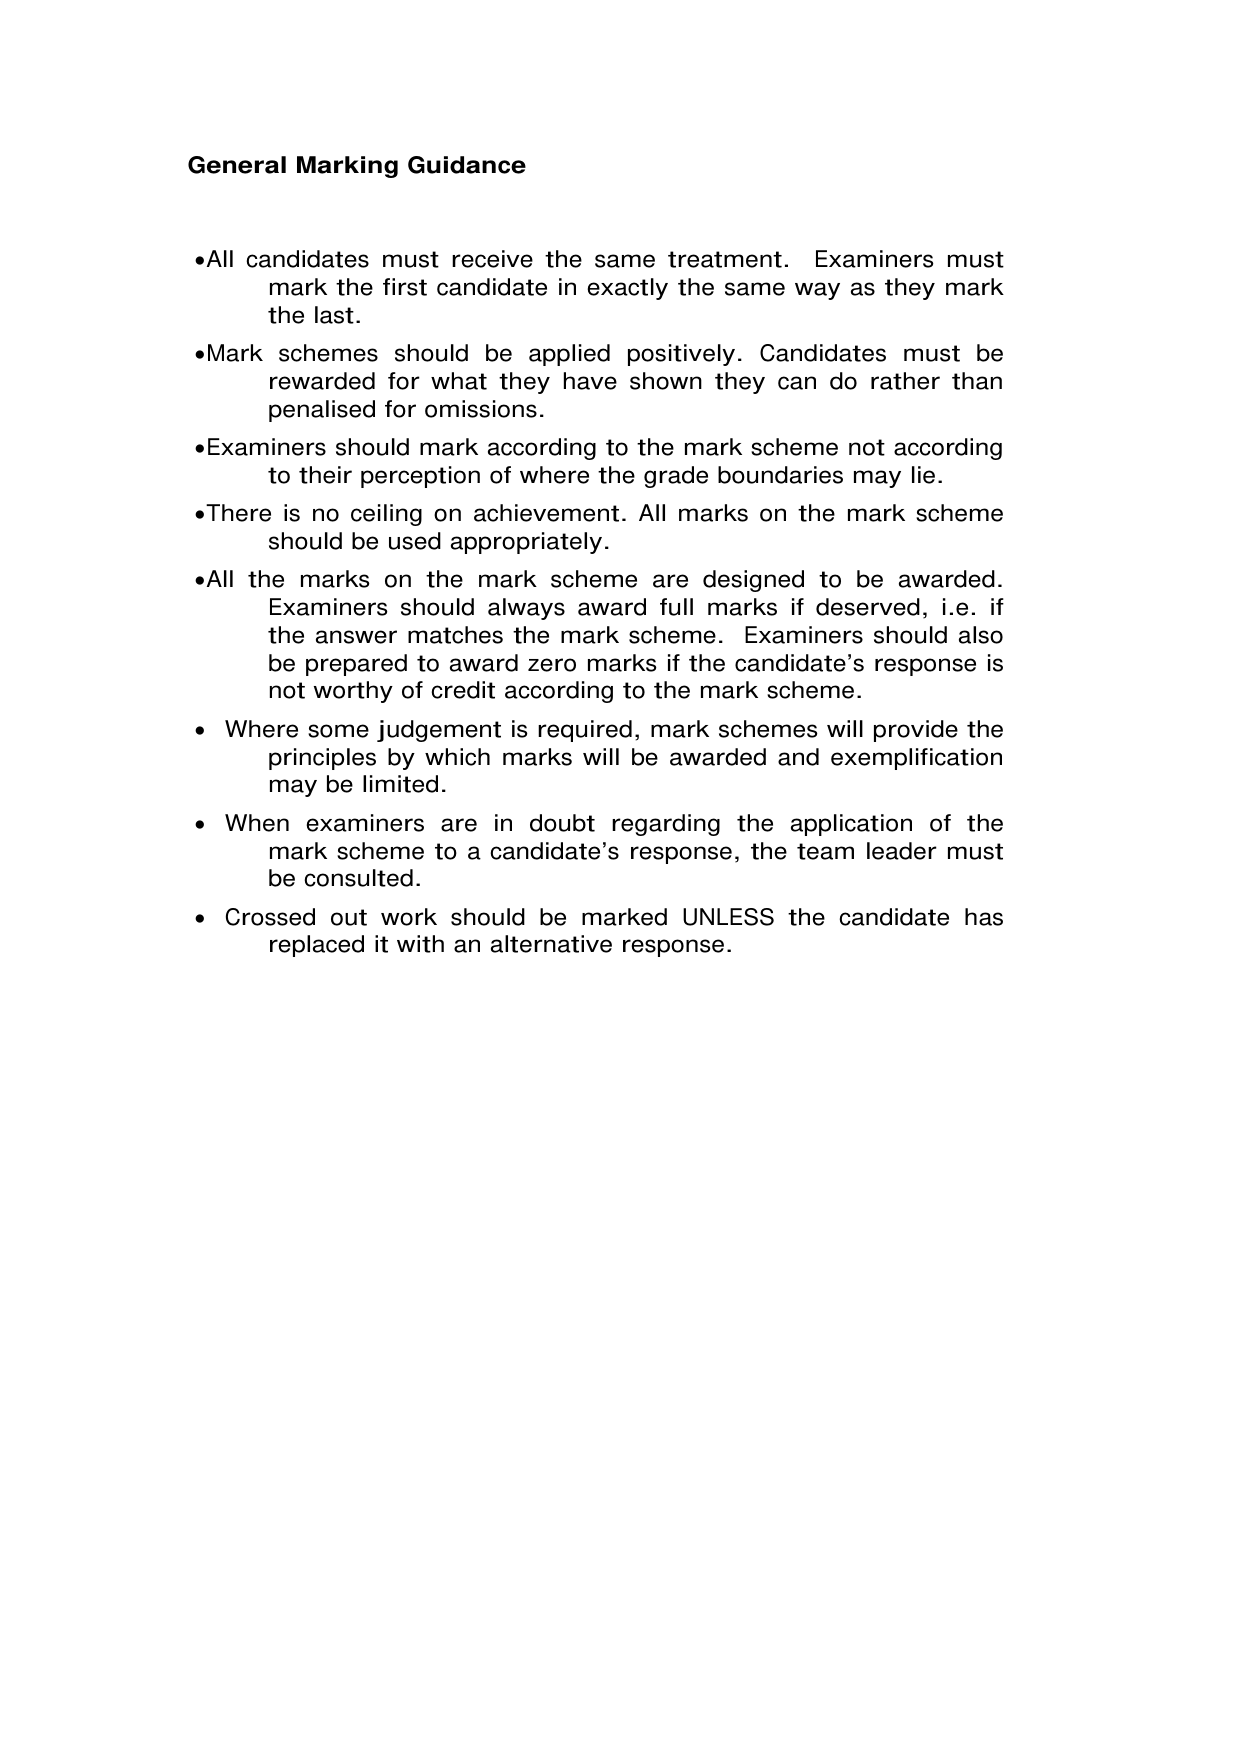 General Marking Guidance
•All candidates must receive the same treatment.  Examiners must
mark the first candidate in exactly the same way as they mark
the last.
•Mark schemes should be applied positively. Candidates must be
rewarded for what they have shown they can do rather than
penalised for omissions.
•Examiners should mark according to the mark scheme not according
to their perception of where the grade boundaries may lie.
•There is no ceiling on achievement. All marks on the mark scheme
should be used appropriately.
•All the marks on the mark scheme are designed to be awarded.
Examiners should always award full marks if deserved, i.e. if
the answer matches the mark scheme.  Examiners should also
be prepared to award zero marks if the candidate’s response is
not worthy of credit according to the mark scheme.
• Where some judgement is required, mark schemes will provide the
principles by which marks will be awarded and exemplification
may be limited.
• When examiners are in doubt regarding the application of the
mark scheme to a candidate’s response, the team leader must
be consulted.
• Crossed out work should be marked UNLESS the candidate has
replaced it with an alternative response.